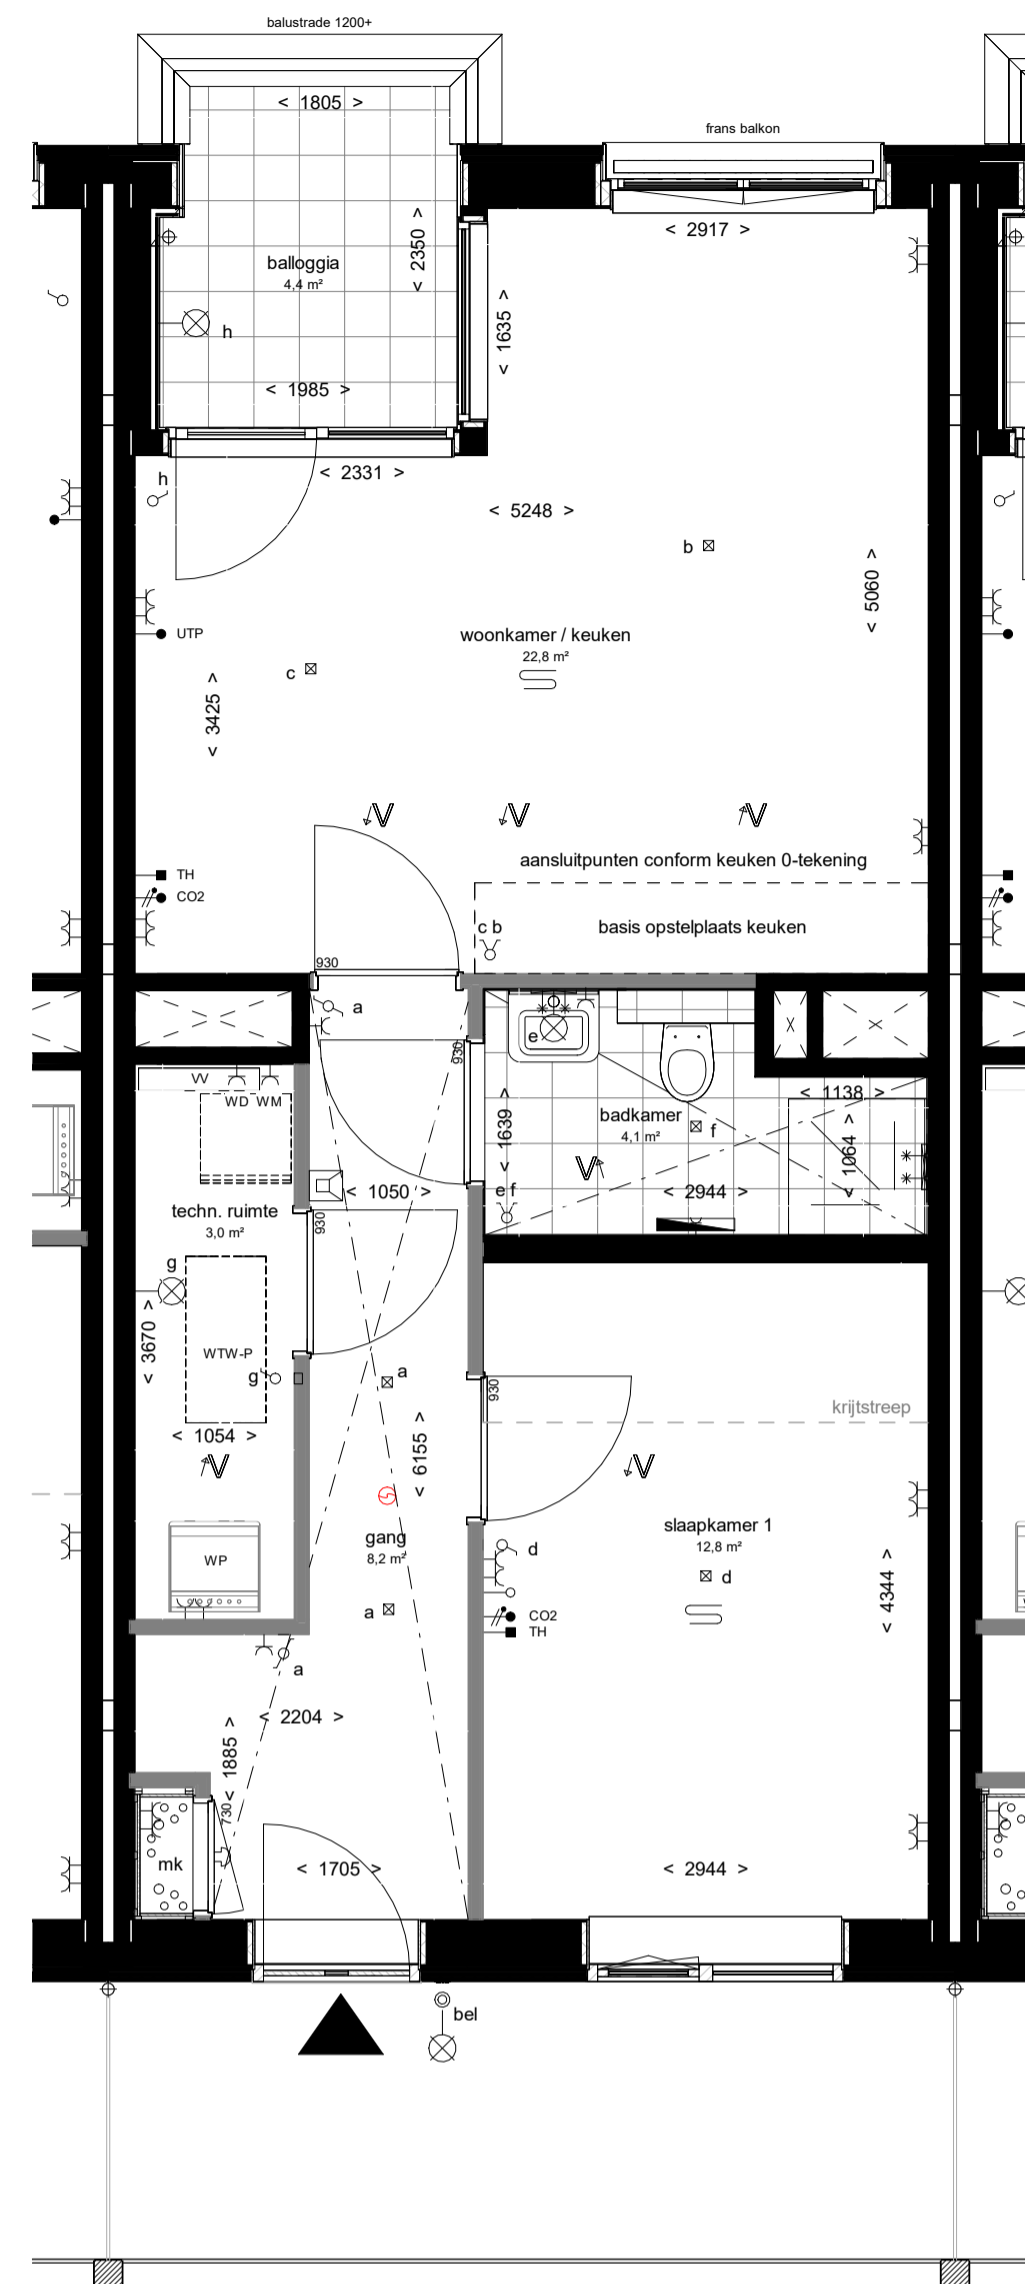 balustrade 1200+
< 1805 >
frans balkon
< 2917 >
< 2350 >
balloggia
4,4 m²
h
< 1635 >
< 1985 >
< 2331 >
h
< 5248 >
b
< 5060 >
UTP
woonkamer / keuken
22,8 m²
c
< 3425 >
V V V
aansluitpunten conform keuken 0-tekening
TH
CO2
c b
basis opstelplaats keuken
930
a
e
930
VV
WD WM
< 1138 >
< 1639 >
badkamer
4,1 m²
f
< 1064 >
V
< 1050 >
e f
< 2944 >
techn. ruimte
3,0 m²
930
g
< 3670 >
WTW-P
g
a
930
krijtstreep
< 1054 >
< 6155 >
V
V
gang
8,2 m²
slaapkamer 1
12,8 m²
d
WP
d
a
CO2
TH
< 4344 >
a
< 2204 >
< 1885 >
730
mk
< 1705 >
< 2944 >
bel